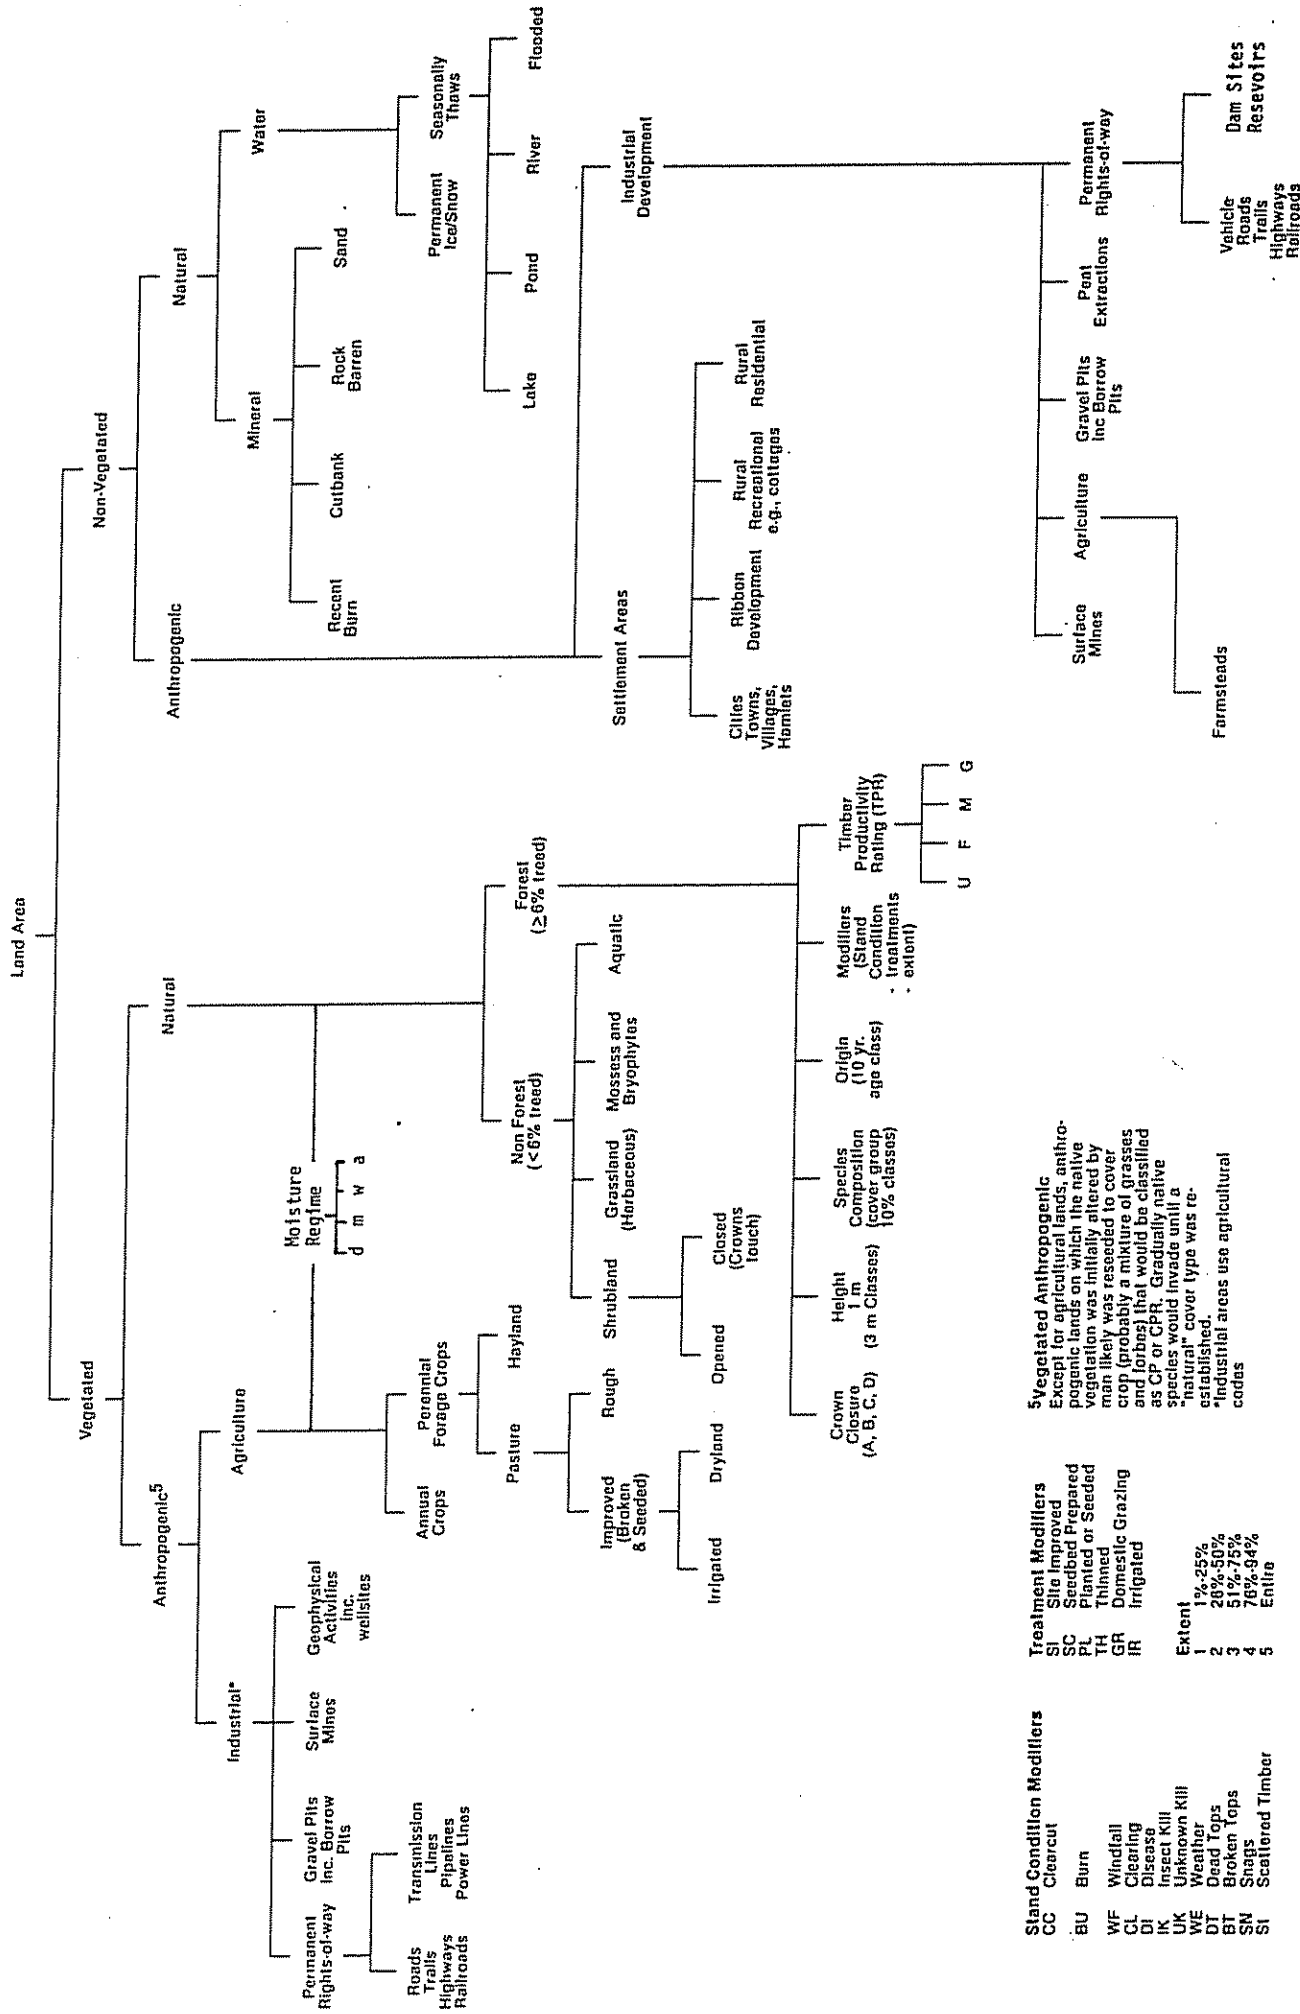 Land Area
Vegetated
Non-Vegetated
Anthropogenic5
Natural
Anthropogenic
Natural
Industrial*
Agriculture
Moisture
Regime
d m w a
Mineral
Water
Permanent
Rights-of-way
Gravel Pits
Inc. Borrow
Pits
Surface
Mines
Geophysical
Activities
Inc.
wellsites
Roads
Trails
Highways
Railroads
Transmission
Lines
Pipelines
Power Lines
Annual
Crops
Perennial
Forage Crops
Pasture
Hayland
Improved
(Broken
& Seeded)
Rough
Irrigated
Dryland
Non Forest
(<6% treed)
Forest
(≥6% treed)
Shrubland
Grassland
(Herbaceous)
Mossess and
Bryophytes
Aquatic
Opened
Closed
(Crowns
touch)
Crown
Closure
(A, B, C, D)
Height
1 m
(3 m Classes)
Species
Composition
(cover group
10% classes)
Origin
(10 yr.
age class)
Modifiers
(Stand
Condition
treatments
extent)
Timber
Productivity
Rating (TPR)
U F M G
Recent
Burn
Cutbank
Rock
Barren
Sand
Permanent
Ice/Snow
Seasonally
Thaws
Lake
Pond
River
Flooded
Settlement Areas
Industrial
Development
Cities
Towns,
Villages,
Hamlets
Ribbon
Development
Rural
Recreational
e.g., cottages
Rural
Residential
Surface
Mines
Agriculture
Gravel Pits
Inc Borrow
Pits
Peat
Extractions
Permanent
Rights-of-way
Farmsteads
Vehicle
Roads
Trails
Highways
Railroads
Dam Sites
Resevoirs
Stand Condition Modifiers
CC Clearcut
BU Burn
WF Windfall
CL Clearing
DI Disease
IK Insect Kill
UK Unknown Kill
WE Weather
DT Dead Tops
BT Broken Tops
SN Snags
SI Scattered Timber
Treatment Modifiers
SI Site Improved
SC Seedbed Prepared
PL Planted or Seeded
TH Thinned
GR Domestic Grazing
IR Irrigated
Extent
1 1%-25%
2 26%-50%
3 51%-75%
4 76%-94%
5 Entire
5Vegetated Anthropogenic
Except for agricultural lands, anthro-
pogenic lands on which the native
vegetation was initially altered by
man likely was reseeded to cover
crop (probably a mixture of grasses
and forbes) that would be classified
as CP or CPR. Gradually native
species would invade until a
"natural" cover type was re-
established.
*Industrial areas use agricultural
codes